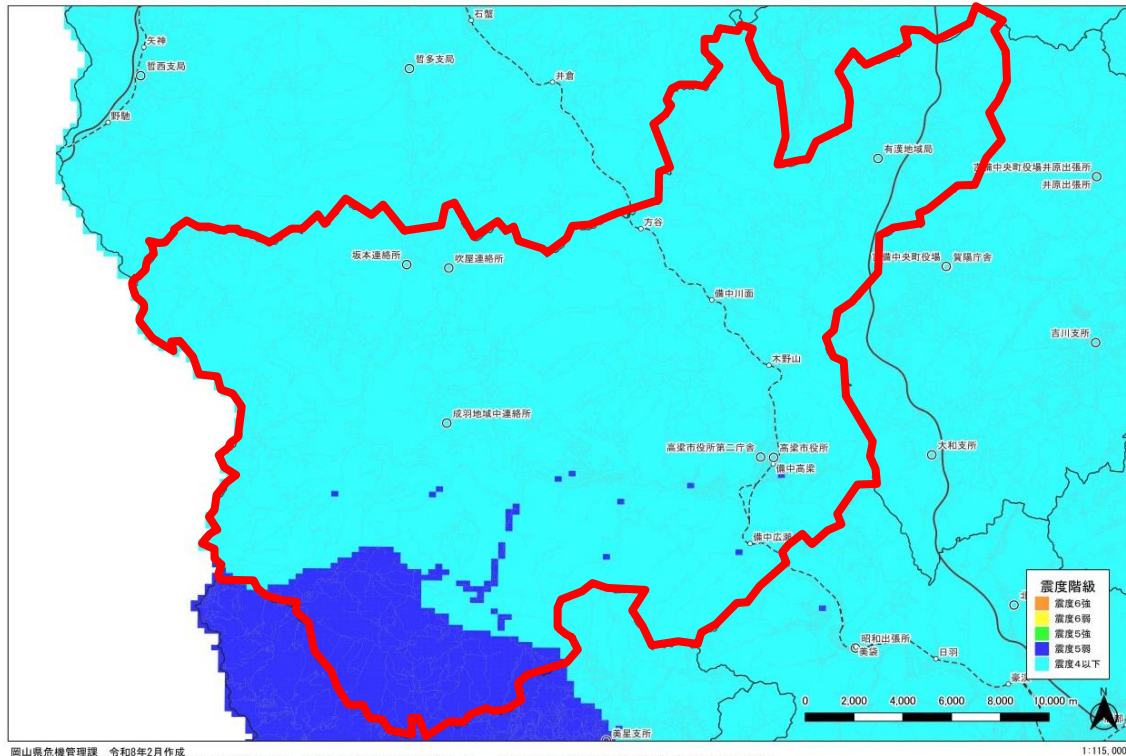 石蟹
矢神
哲西支局
哲多支局
井倉
野馳
有漢地域局
吉備中央町役場井原出張所
井原出張所
方谷
坂本連絡所
吹屋連絡所
吉備中央町役場
賀陽庁舎
備中川面
吉川支所
木野山
成羽地域中連絡所
大和支所
高梁市役所第二庁舎
高梁市役所
備中高梁
備中広瀬
震度階級
震度6強
震度6弱
震度5強
震度5弱
震度4以下
昭和出張所
美袋
日羽
0 2,000 4,000 6,000 8,000 10,000 m
N
美星支所
岡山県危機管理課 令和8年2月作成
1:115,000